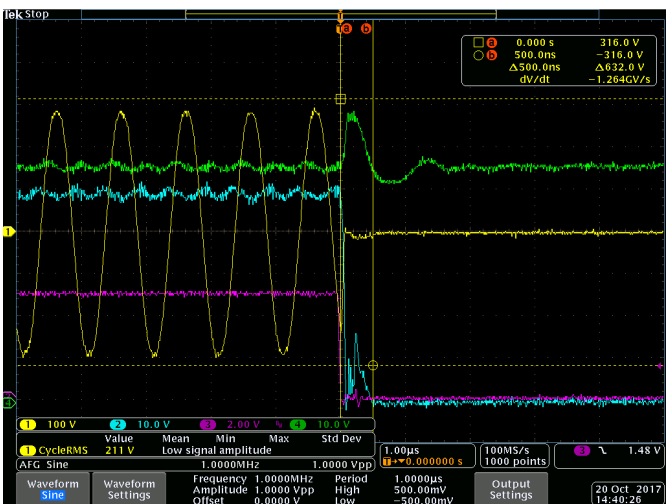 Tek Stop
T a b
a 0.000 s 316.0 V
b 500.0ns −316.0 V
Δ500.0ns Δ632.0 V
dV/dt −1.264GV/s
1
4
1 100 V 2 10.0 V 3 2.00 V % 4 10.0 V
Value Mean Min Max Std Dev
1 CycleRMS 211 V Low signal amplitude
1.00μs
T→▼0.000000 s
100MS/s
1000 points
3 1.48 V
AFG Sine 1.0000MHz 1.0000 Vpp
Waveform
Sine
Waveform
Settings
Frequency 1.0000MHz Period 1.0000μs
Amplitude 1.0000 Vpp High 500.00mV
Offset 0.0000 V Low −500.00mV
Output
Settings
20 Oct 2017
14:40:26